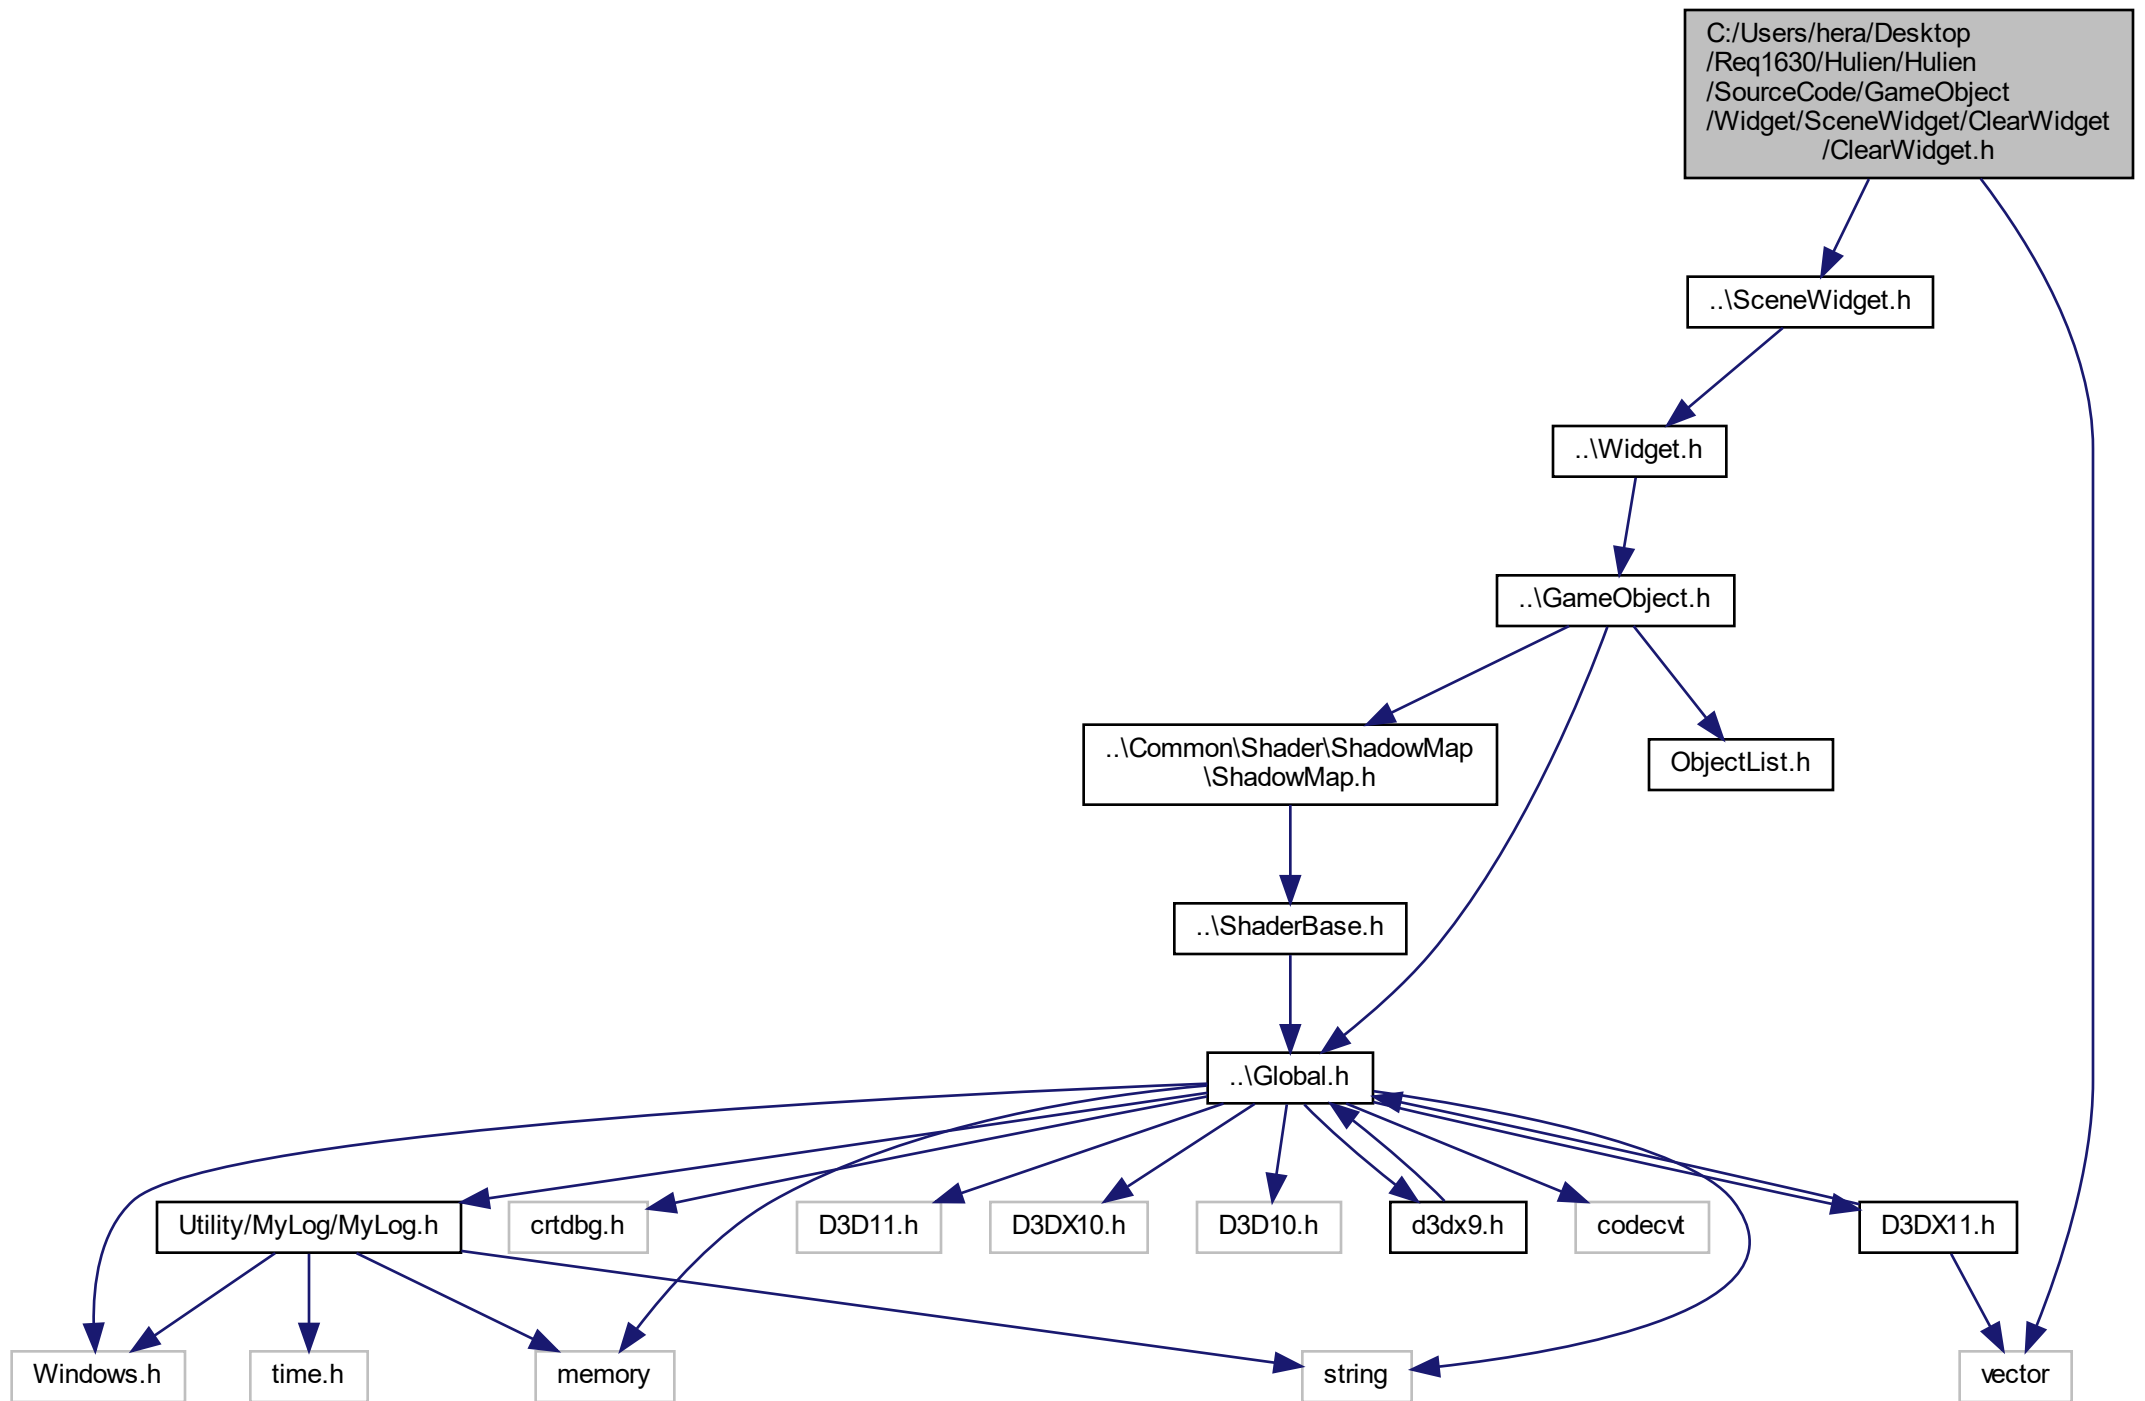 C:/Users/hera/Desktop
/Req1630/Hulien/Hulien
/SourceCode/GameObject
/Widget/SceneWidget/ClearWidget
/ClearWidget.h
..\SceneWidget.h
..\Widget.h
..\GameObject.h
..\Common\Shader\ShadowMap
\ShadowMap.h
ObjectList.h
..\ShaderBase.h
..\Global.h
Utility/MyLog/MyLog.h
crtdbg.h
D3D11.h
D3DX10.h
D3D10.h
d3dx9.h
codecvt
D3DX11.h
Windows.h
time.h
memory
string
vector